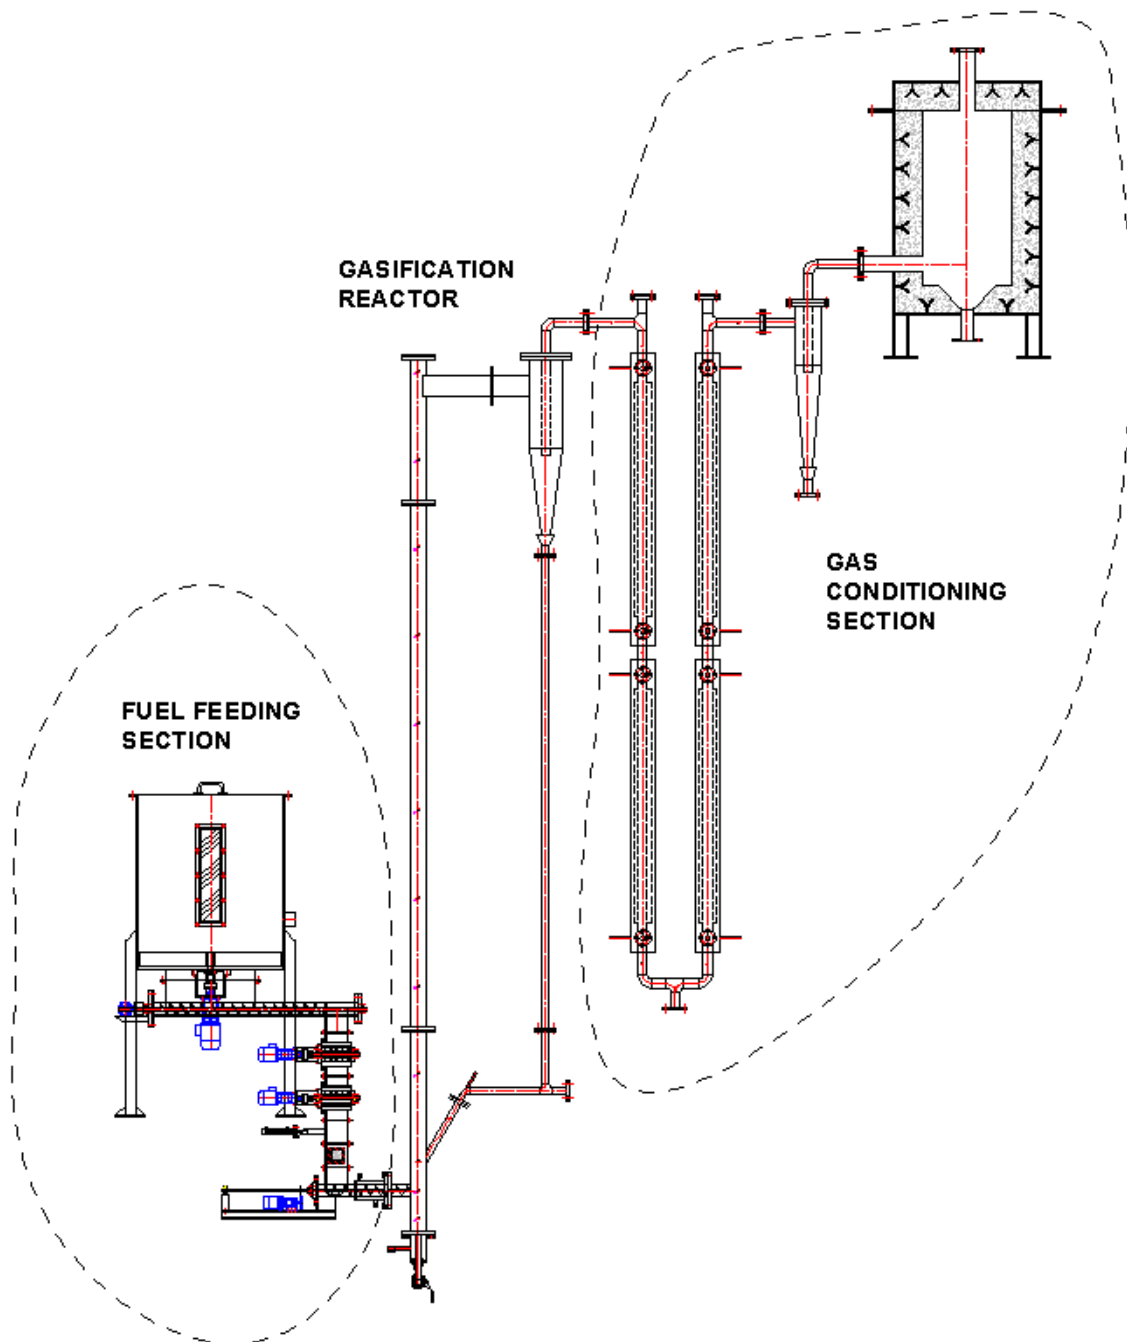 GASIFICATION
REACTOR
GAS
CONDITIONING
SECTION
FUEL FEEDING
SECTION